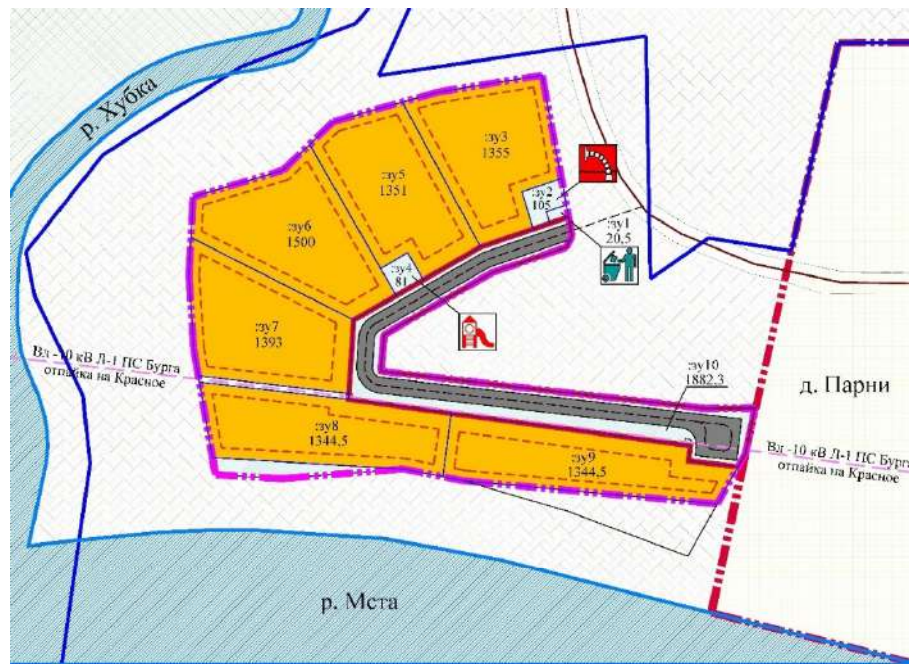 р. Хубка
:зу3
1355
:зу5
1351
:зу2
105
:зу1
20,5
:зу6
1500
:зу4
81
:зу7
1393
Вл -10 кВ Л-1 ПС Бурга
отпайка на Красное
:зу10
1882,3
д. Парни
:зу8
1344,5
:зу9
1344,5
Вл -10 кВ Л-1 ПС Бурга
отпайка на Красное
р. Мста